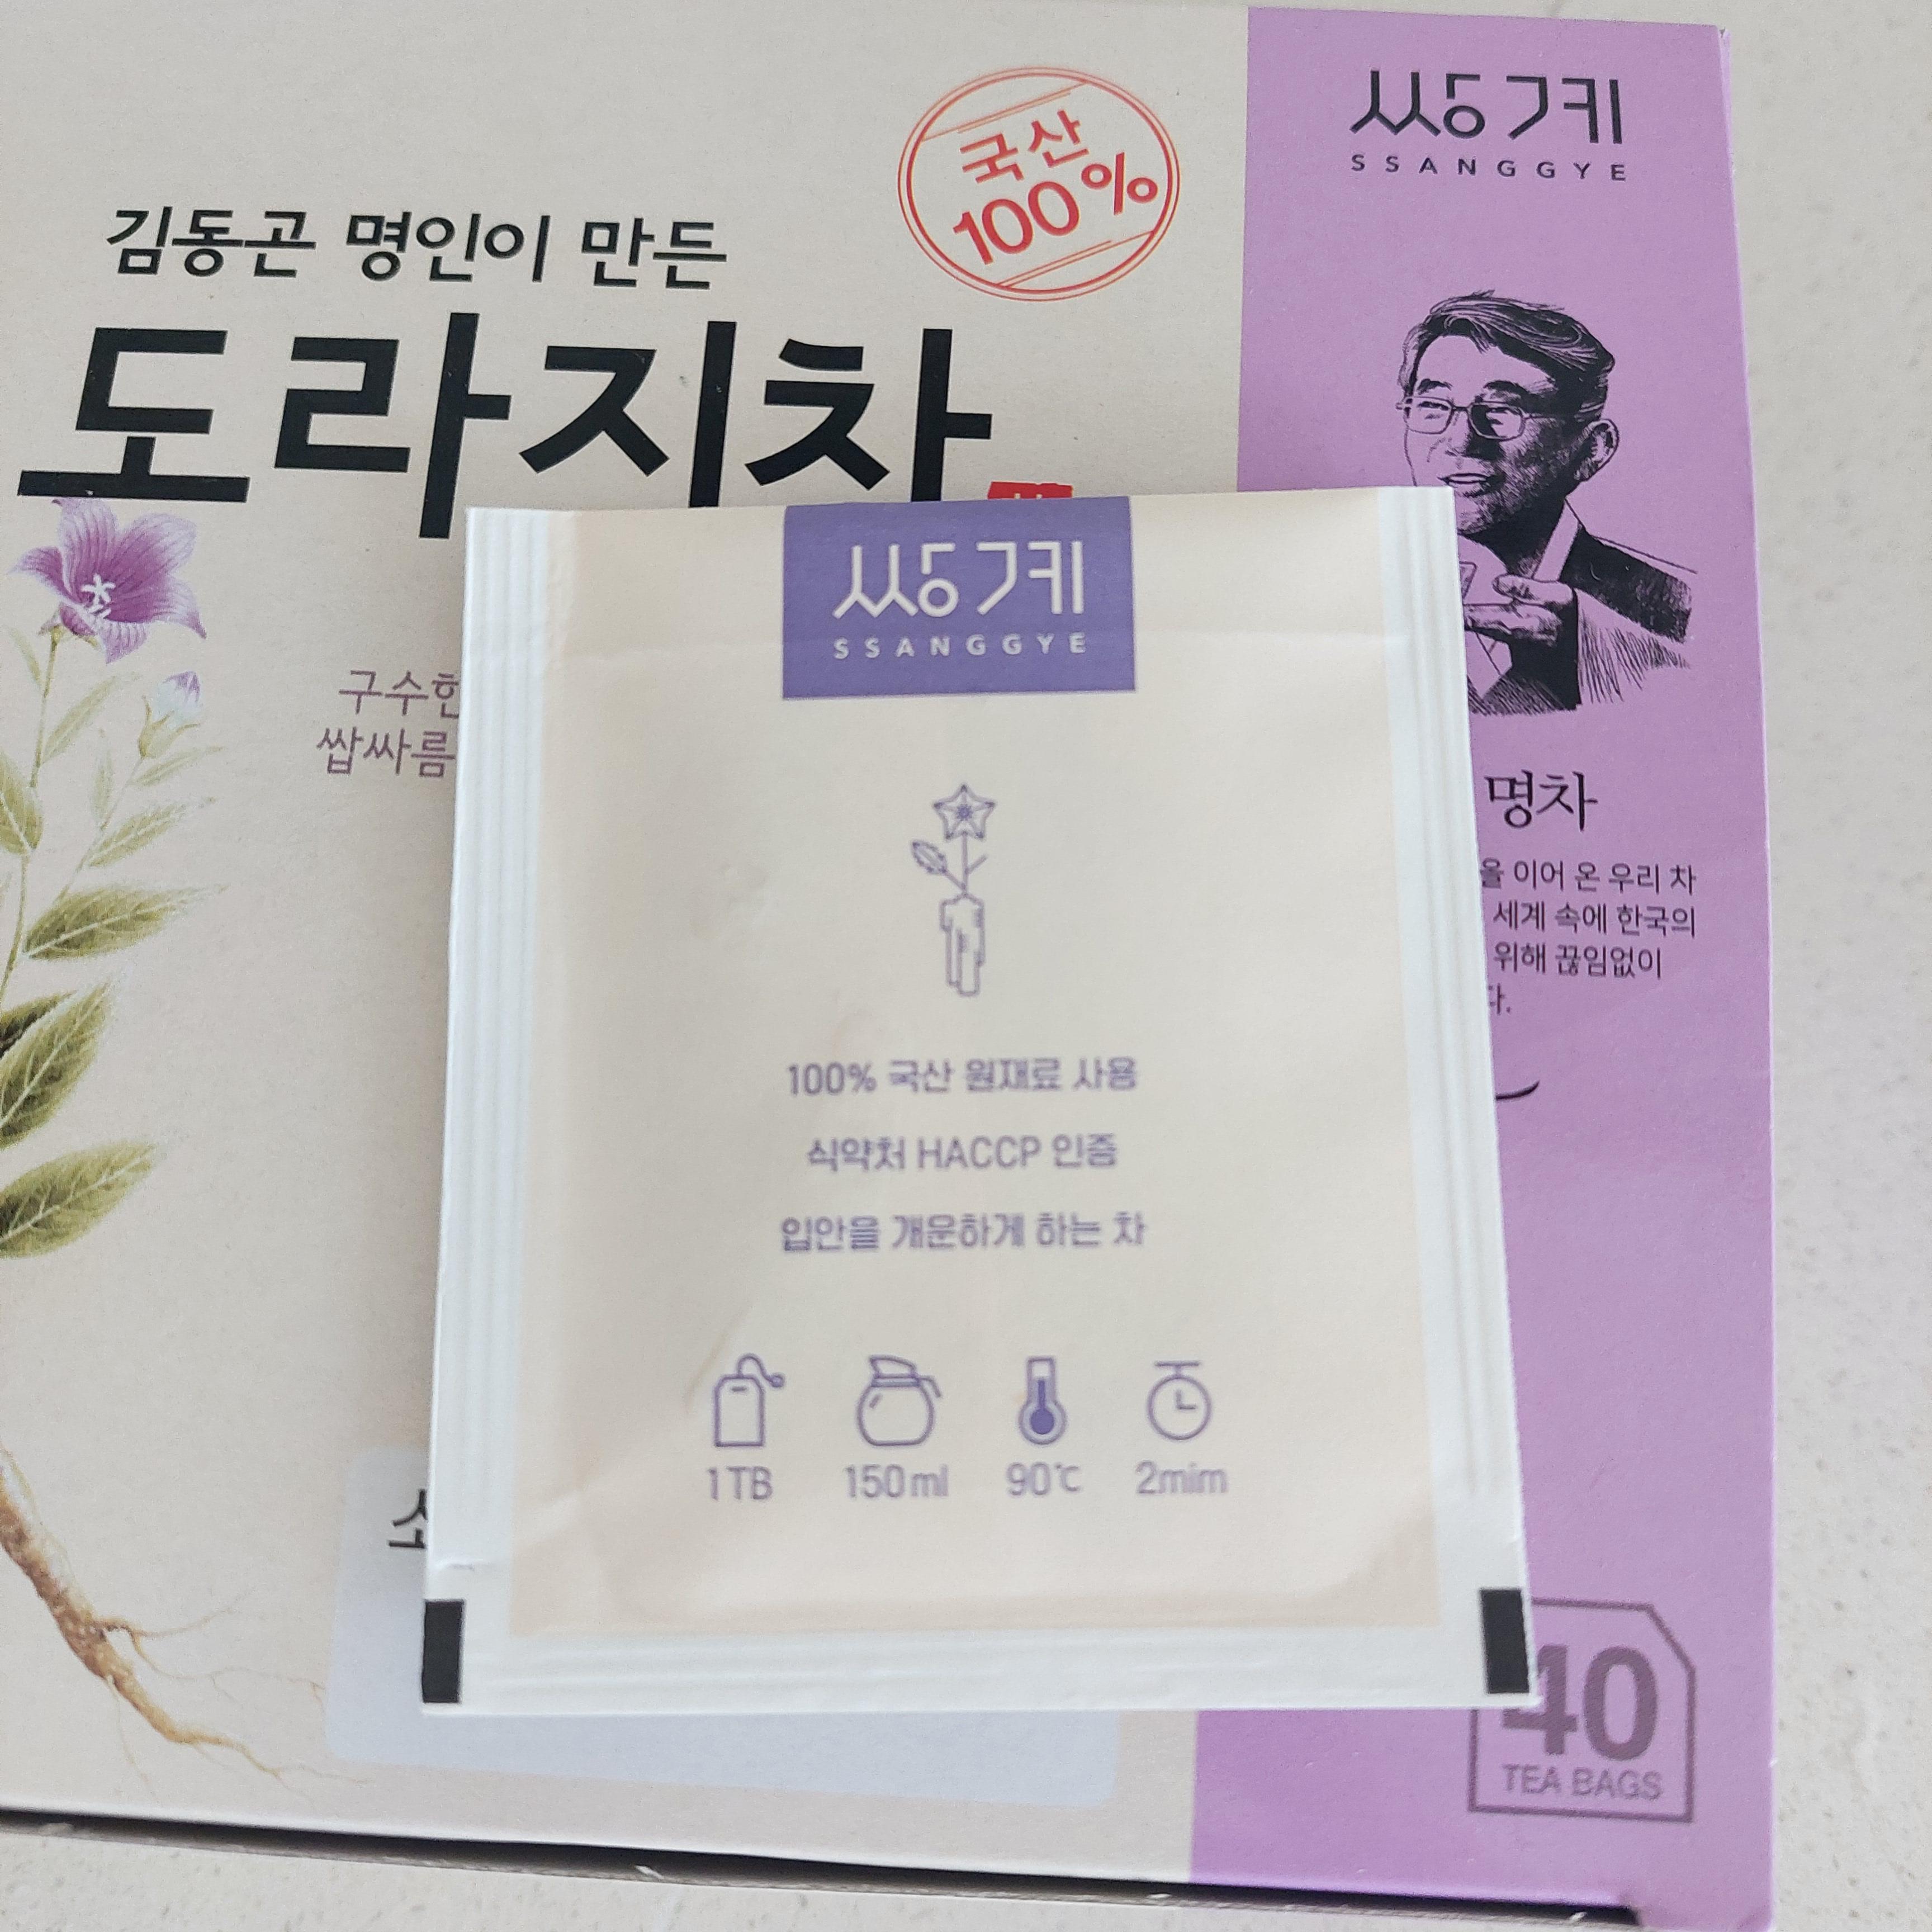 국산
100%
쌍계
SSANGGYE
김동곤 명인이 만든
도라지차
구수한
쌉싸름
명차
을 이어 온 우리 차
세계 속에 한국의
위해 끊임없이
다.
쌍계
SSANGGYE
100% 국산 원재료 사용
식약처 HACCP 인증
입안을 개운하게 하는 차
1TB 150ml 90℃ 2mim
40
TEA BAGS